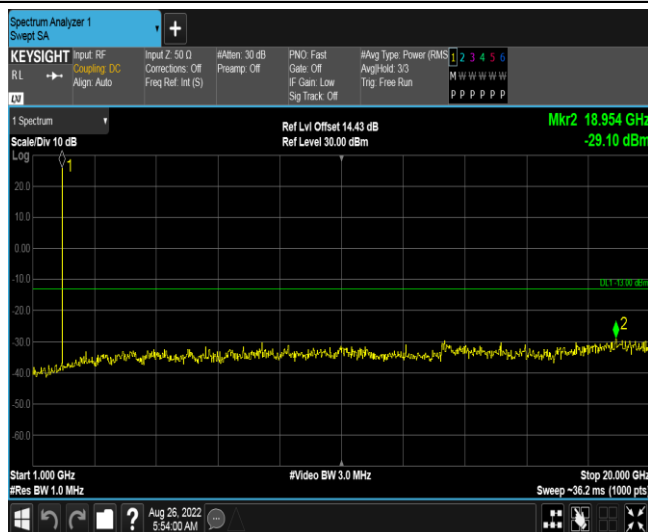 Spectrum Analyzer 1
Swept SA
+
KEYSIGHT
RL
LXI
Input: RF
Coupling: DC
Align: Auto
Input Z: 50 Ω
Corrections: Off
Freq Ref: Int (S)
#Atten: 30 dB
Preamp: Off
PNO: Fast
Gate: Off
IF Gain: Low
Sig Track: Off
#Avg Type: Power (RMS
Avg|Hold: 3/3
Trig: Free Run
1 2 3 4 5 6
M W W W W W
P P P P P P
1 Spectrum
Scale/Div 10 dB
Log
Ref Lvl Offset 14.43 dB
Ref Level 30.00 dBm
Mkr2 18.954 GHz
-29.10 dBm
1
20.0
10.0
0.00
-10.0
DL1 -13.00 dBm
2
-20.0
-30.0
-40.0
-50.0
-60.0
Start 1.000 GHz
#Res BW 1.0 MHz
#Video BW 3.0 MHz
Stop 20.000 GHz
Sweep ~36.2 ms (1000 pts)
?
Aug 26, 2022
5:54:00 AM